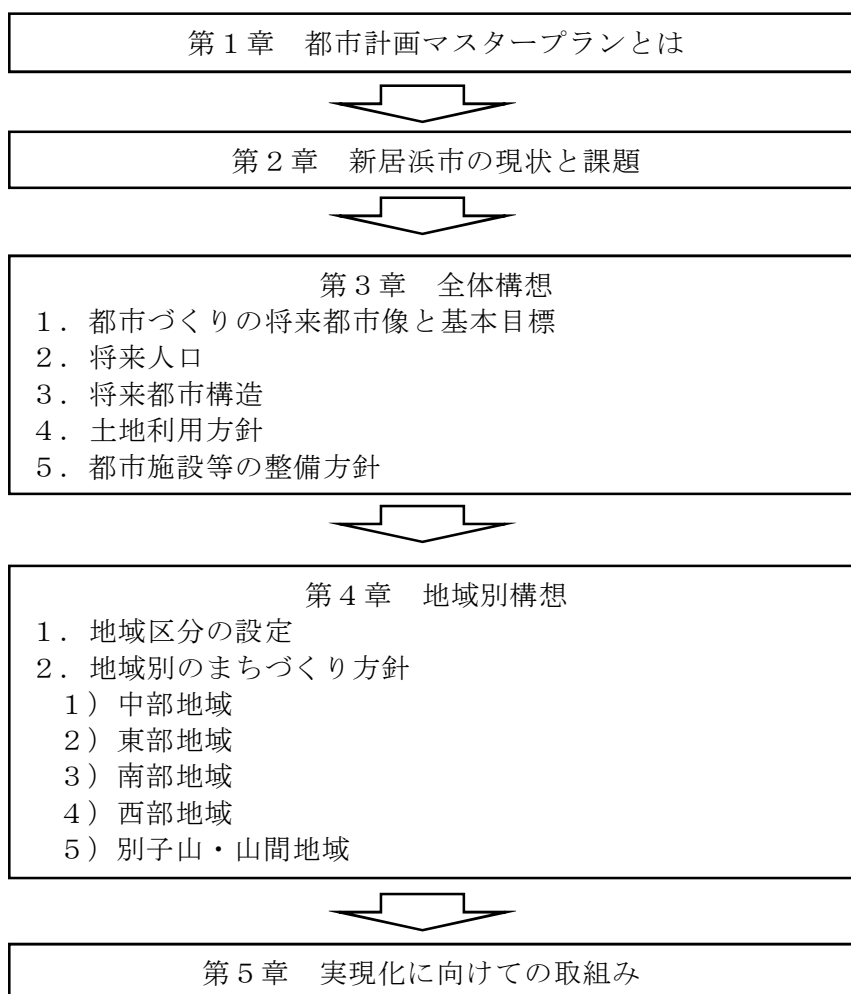 第１章　都市計画マスタープランとは
第２章　新居浜市の現状と課題
第３章　全体構想
１．都市づくりの将来都市像と基本目標
２．将来人口
３．将来都市構造
４．土地利用方針
５．都市施設等の整備方針
第４章　地域別構想
１．地域区分の設定
２．地域別のまちづくり方針
１）中部地域
２）東部地域
３）南部地域
４）西部地域
５）別子山・山間地域
第５章　実現化に向けての取組み